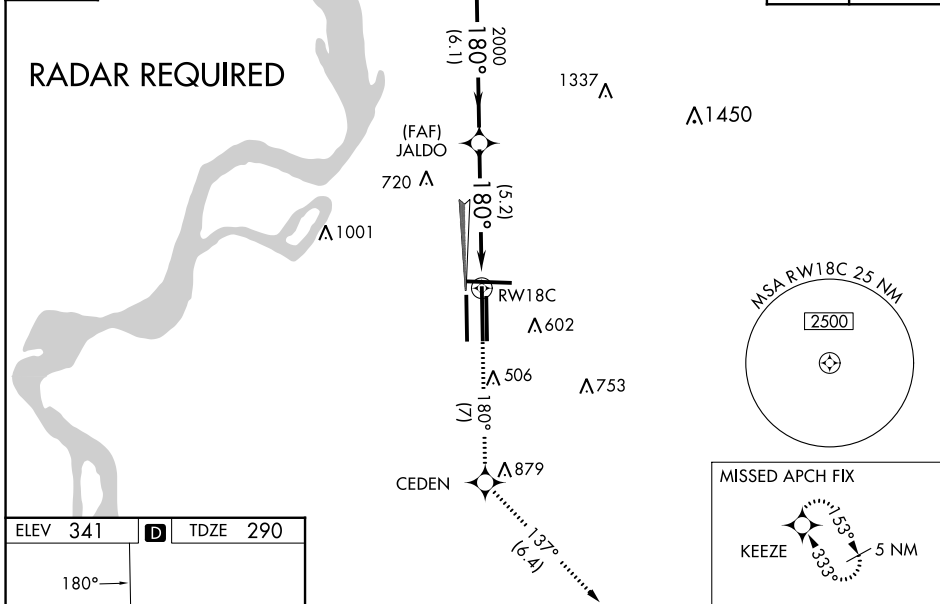 RADAR REQUIRED
2000
180°
(6.1)
1337
1450
(FAF)
JALDO
720
(5.2)
180°
1001
RW18C
602
MSA RW18C 25 NM
2500
506
753
180°
(7)
CEDEN
879
137°
(6.4)
MISSED APCH FIX
KEEZE
153°
333°
5 NM
ELEV 341 D TDZE 290
180°